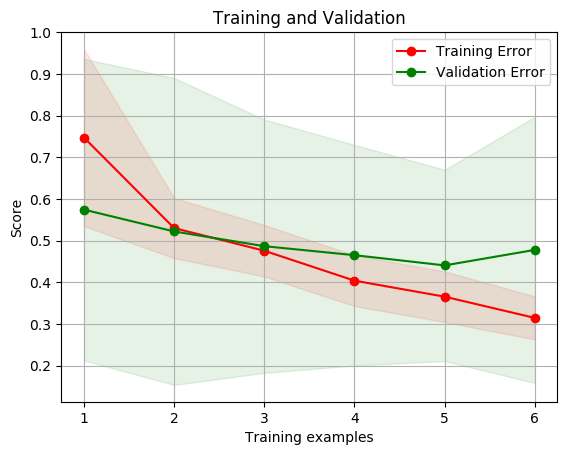 Training and Validation
1.0
0.9
0.8
0.7
0.6
0.5
0.4
0.3
0.2
Score
Training Error
Validation Error
1 2 3 4 5 6
Training examples